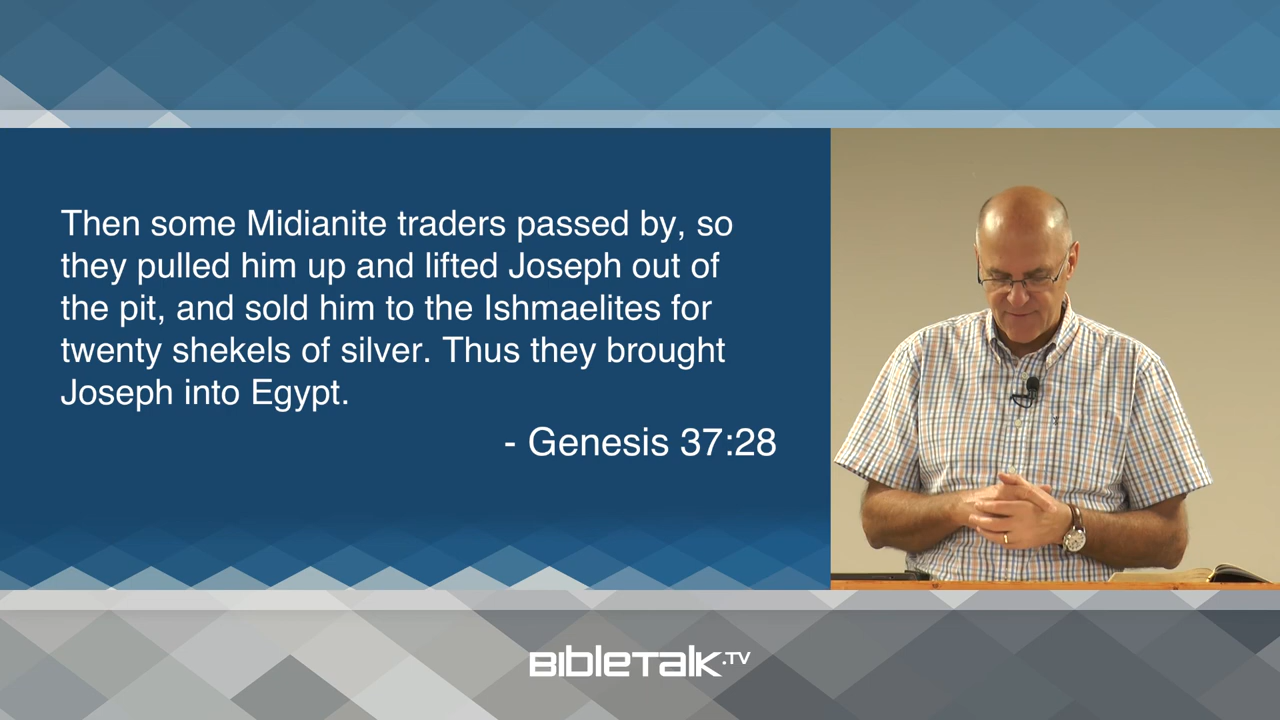 Then some Midianite traders passed by, so
they pulled him up and lifted Joseph out of
the pit, and sold him to the Ishmaelites for
twenty shekels of silver. Thus they brought
Joseph into Egypt.
- Genesis 37:28
BibleTalk.TV